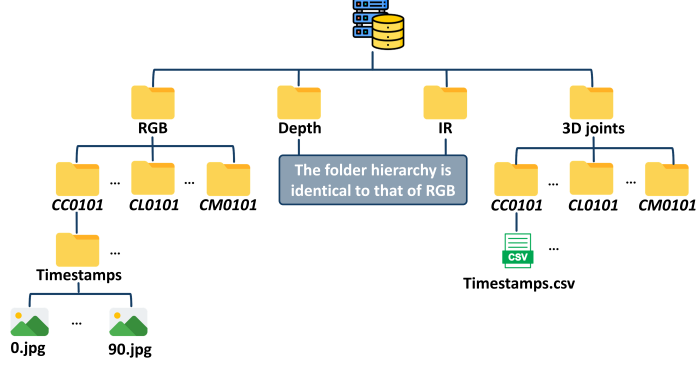 RGB
Depth
IR
3D joints
The folder hierarchy is
identical to that of RGB
CC0101
...
CL0101
...
CM0101
CC0101
...
CL0101
...
CM0101
Timestamps
...
CSV
...
Timestamps.csv
0.jpg
...
90.jpg